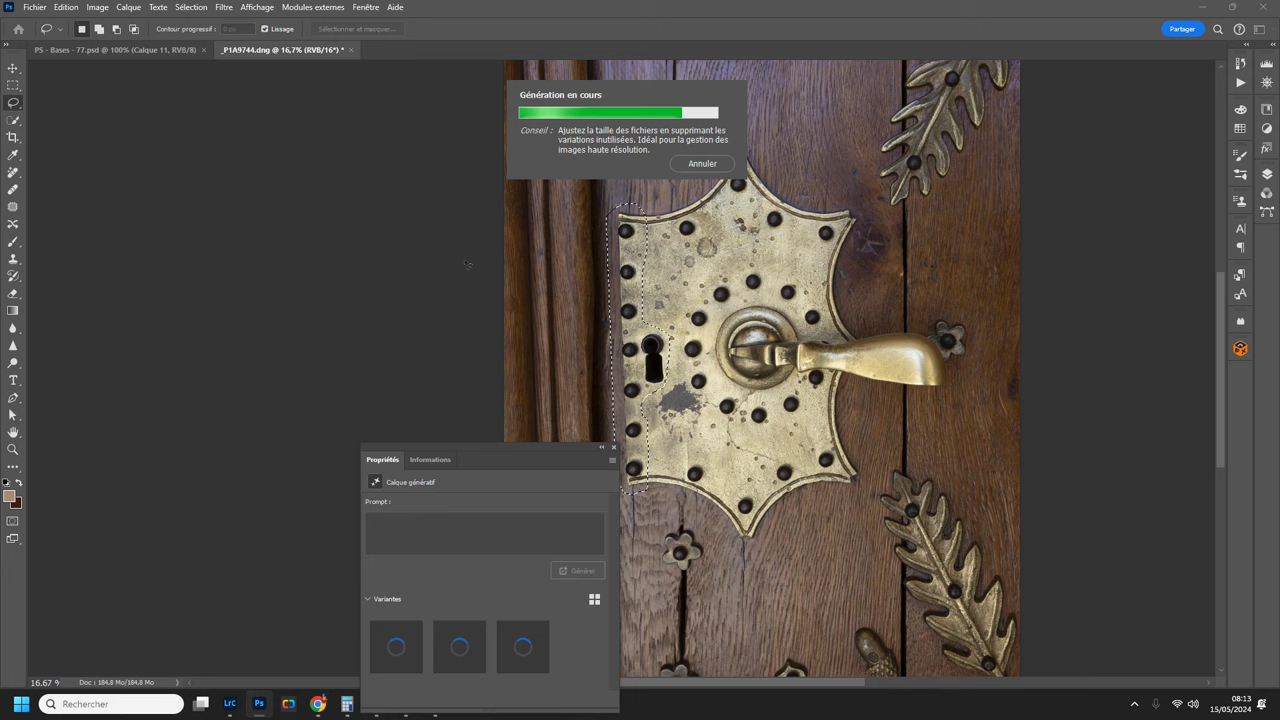 Fichier Edition Image Calque Texte Sélection Filtre Affichage Modules externes Fenêtre Aide
Contour progressif : 0 px Lissage Sélectionner et masquer... Partager
PS - Bases - 77.psd @ 100% (Calque 11, RVB/8) × _P1A9744.dng @ 16,7% (RVB/16*) * ×
Génération en cours
Conseil : Ajustez la taille des fichiers en supprimant les
variations inutilisées. Idéal pour la gestion des
images haute résolution.
Annuler
Propriétés Informations
Calque génératif
Prompt :
Générer
Variantes
16,67 % Doc : 184,8 Mo/184,8 Mo
Rechercher
LrC
Ps
08:13
15/05/2024